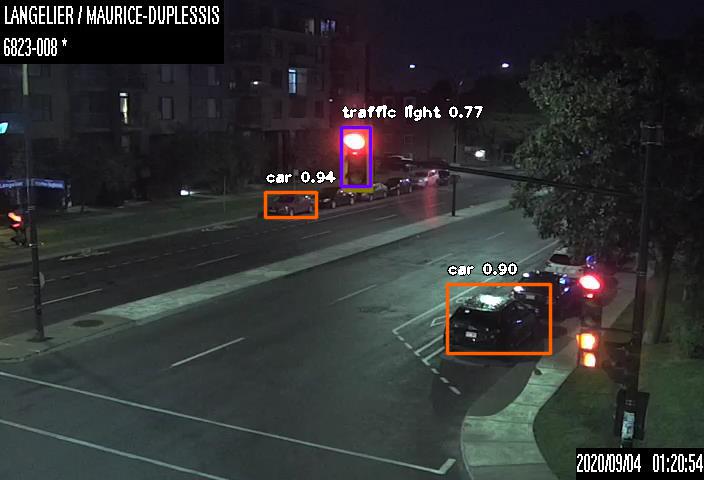 LANGELIER / MAURICE-DUPLESSIS
6823-008 *
traffic light 0.77
car 0.94
Langelier
car 0.90
2020/09/04 01:20:54